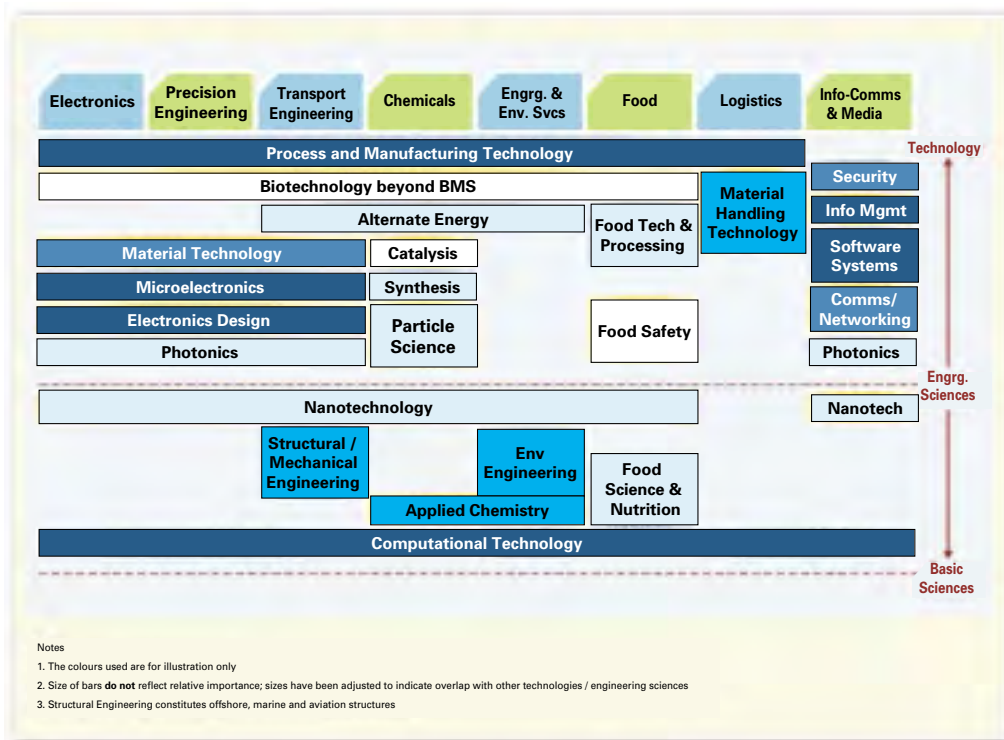 Electronics
Precision
Engineering
Transport
Engineering
Chemicals
Engrg. &
Env. Svcs
Food
Logistics
Info-Comms
& Media
Technology
Process and Manufacturing Technology
Biotechnology beyond BMS
Material
Handling
Technology
Security
Alternate Energy
Food Tech &
Processing
Info Mgmt
Material Technology
Catalysis
Software
Systems
Microelectronics
Synthesis
Electronics Design
Particle
Science
Food Safety
Comms/
Networking
Photonics
Photonics
Engrg.
Sciences
Nanotechnology
Nanotech
Structural /
Mechanical
Engineering
Env
Engineering
Food
Science &
Nutrition
Applied Chemistry
Computational Technology
Basic
Sciences
Notes
1. The colours used are for illustration only
2. Size of bars do not reflect relative importance; sizes have been adjusted to indicate overlap with other technologies / engineering sciences
3. Structural Engineering constitutes offshore, marine and aviation structures